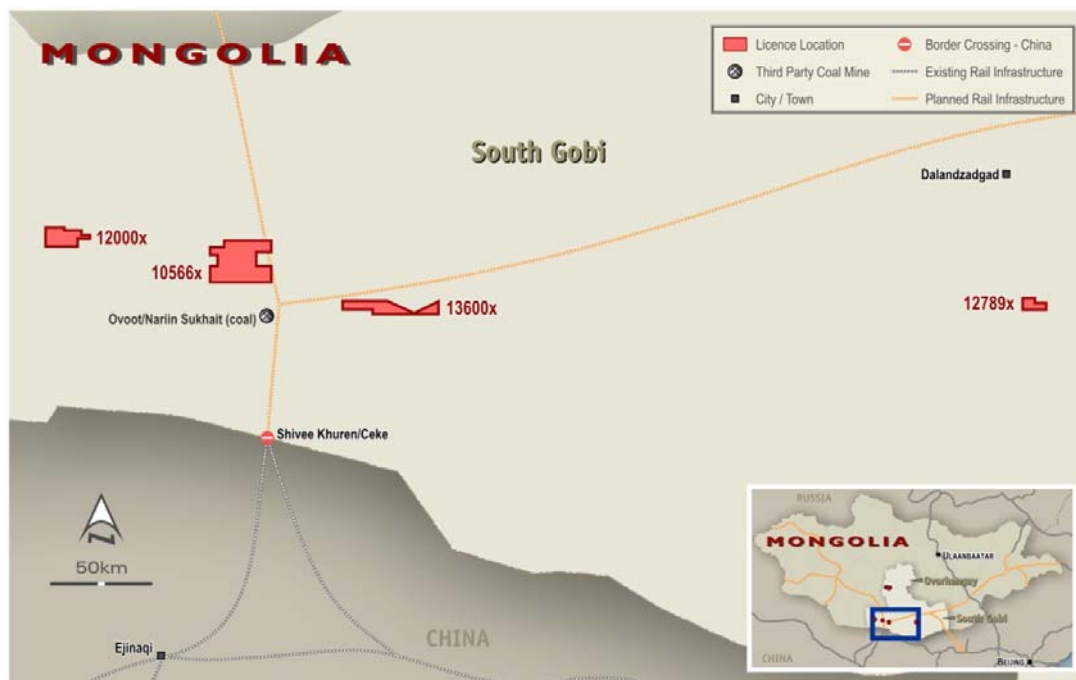 MONGOLIA
Licence Location
Third Party Coal Mine
City / Town
Border Crossing - China
Existing Rail Infrastructure
Planned Rail Infrastructure
South Gobi
Dalandzadgad
12000x
10566x
13600x
12789x
Ovoot/Nariin Sukhait (coal)
Shivee Khuren/Ceke
50km
Ejinaqi
CHINA
RUSSIA
MONGOLIA
ULAANBAATAR
Overhangay
South Gobi
CHINA
BEIJING